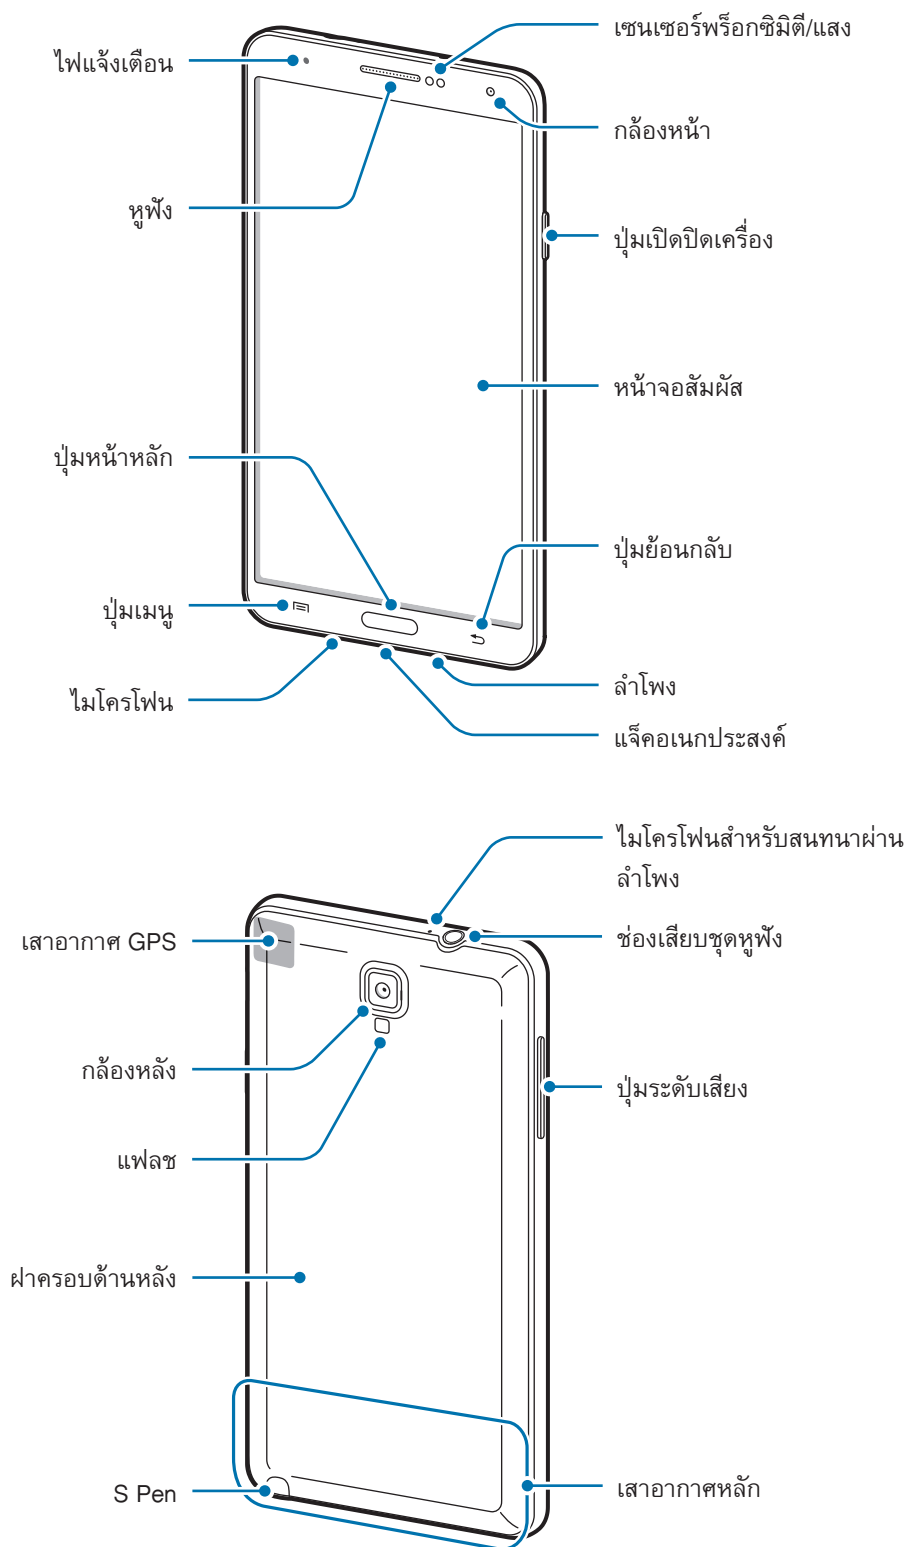 เซนเซอร์พร็อกซิมิตี/แสง
ไฟแจ้งเตือน
กล้องหน้า
หูฟัง
ปุ่มเปิดปิดเครื่อง
หน้าจอสัมผัส
ปุ่มหน้าหลัก
ปุ่มย้อนกลับ
ปุ่มเมนู
ลำโพง
ไมโครโฟน
แจ็คอเนกประสงค์
ไมโครโฟนสำหรับสนทนาผ่าน
ลำโพง
เสาอากาศ GPS
ช่องเสียบชุดหูฟัง
กล้องหลัง
ปุ่มระดับเสียง
แฟลช
ฝาครอบด้านหลัง
เสาอากาศหลัก
S Pen